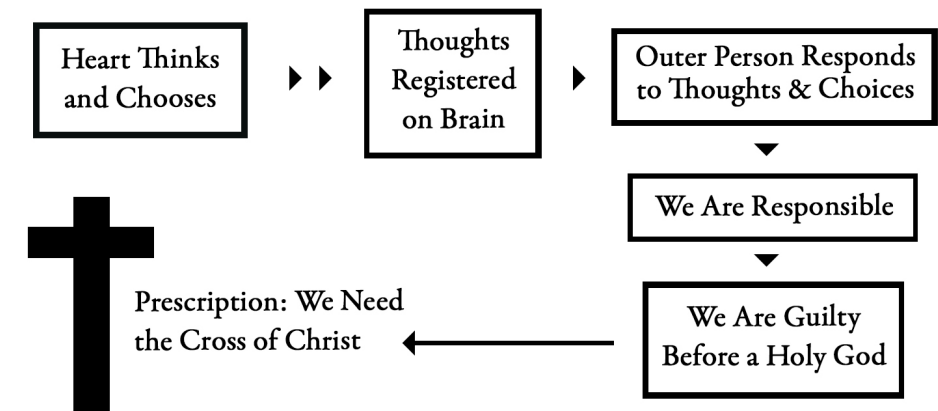 Heart Thinks
and Chooses
Thoughts
Registered
on Brain
Outer Person Responds
to Thoughts & Choices
We Are Responsible
We Are Guilty
Before a Holy God
Prescription: We Need
the Cross of Christ